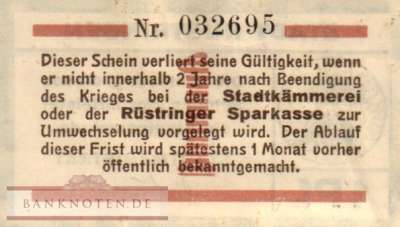 Nr. 032695
Dieser Schein verliert seine Gültigkeit, wenn
er nicht innerhalb 2 Jahre nach Beendigung
des Krieges bei der Stadtkämmerei
oder der Rüstringer Sparkasse zur
Umwechselung vorgelegt wird. Der Ablauf
dieser Frist wird spätestens 1 Monat vorher
öffentlich bekanntgemacht.
BANKNOTEN.DE